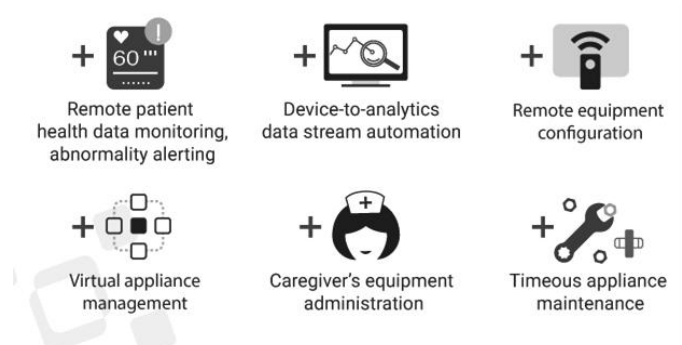 60
Remote patient
health data monitoring,
abnormality alerting
Device-to-analytics
data stream automation
Remote equipment
configuration
Virtual appliance
management
Caregiver's equipment
administration
Timeous appliance
maintenance